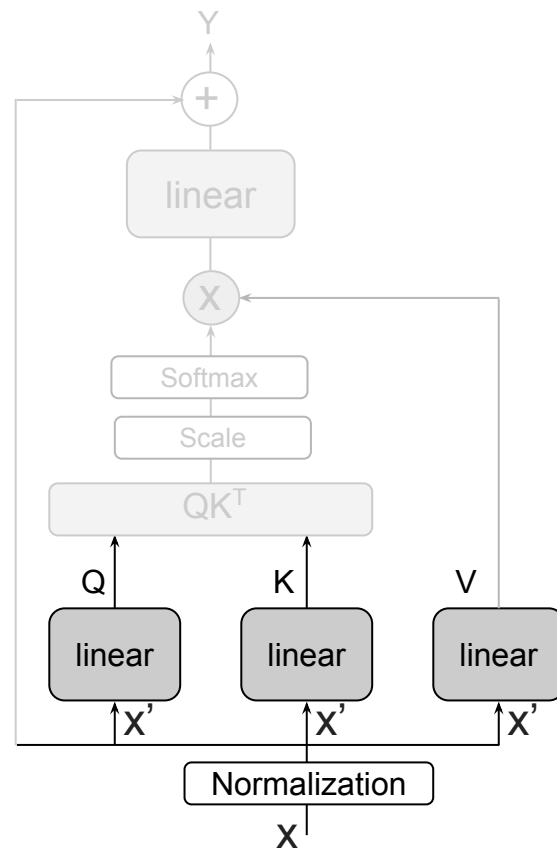 Y
+
linear
X
Softmax
Scale
QKᵀ
Q K V
linear linear linear
X’ X’ X’
Normalization
X